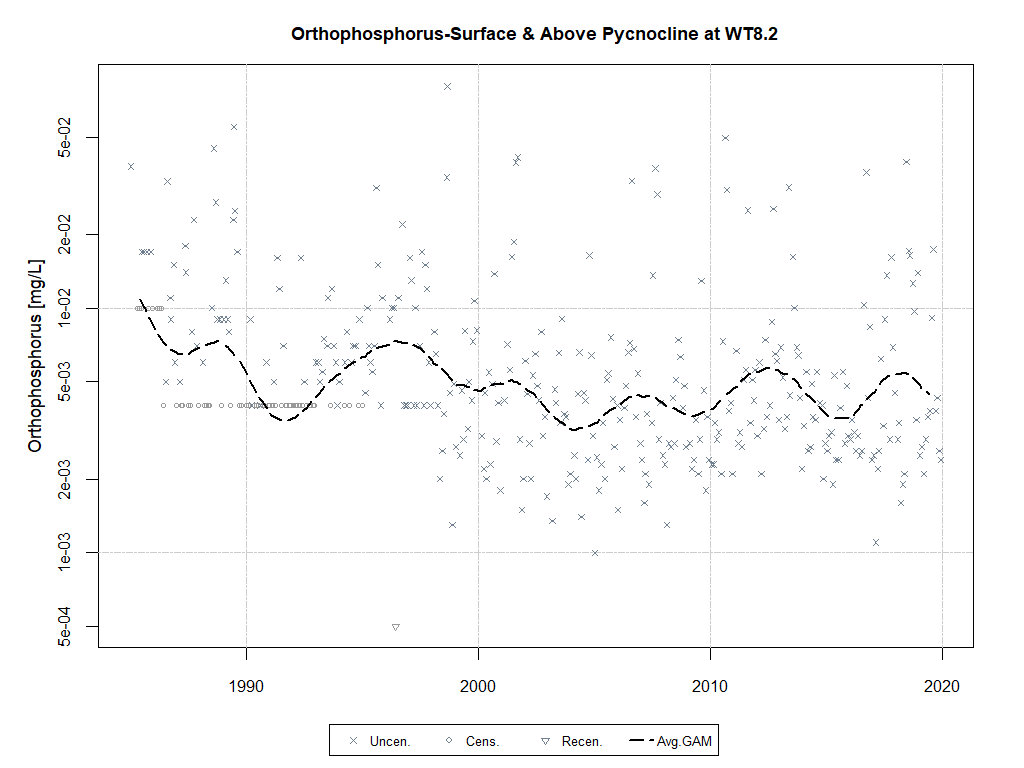 Orthophosphorus-Surface & Above Pycnocline at WT8.2
Orthophosphorus [mg/L]
5e-02
2e-02
1e-02
5e-03
2e-03
1e-03
5e-04
1990 2000 2010 2020
Uncen. Cens. Recen. Avg.GAM